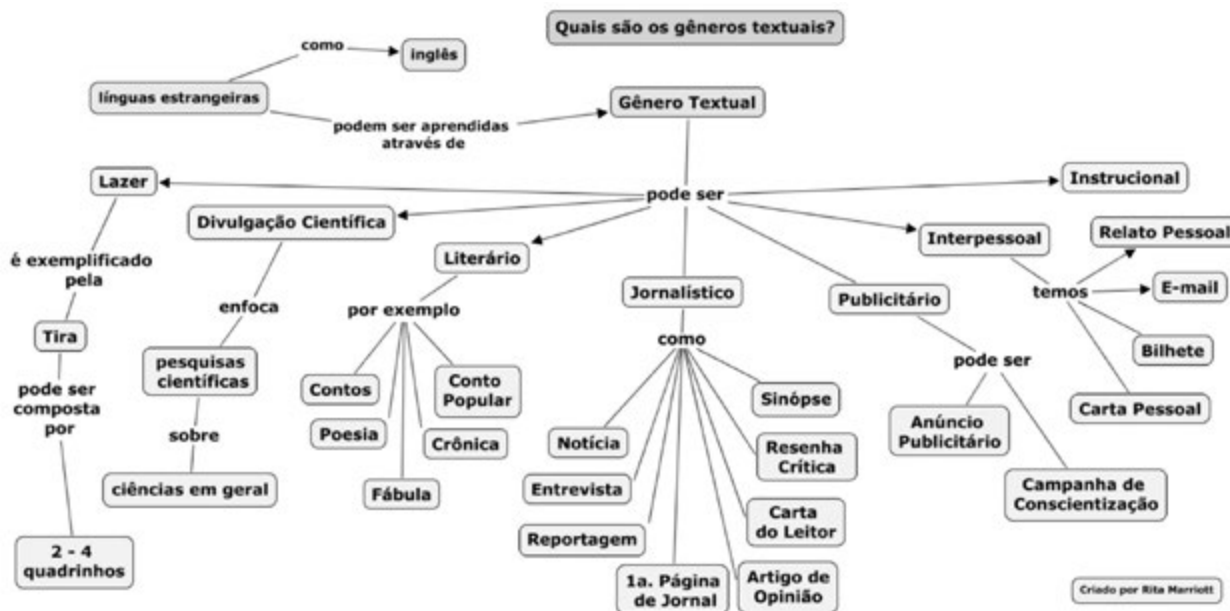 Quais são os gêneros textuais?
como
inglês
línguas estrangeiras
Gênero Textual
podem ser aprendidas
através de
Lazer
pode ser
Instrucional
Divulgação Científica
Interpessoal
Relato Pessoal
é exemplificado
pela
Literário
Jornalístico
Publicitário
temos
E-mail
enfoca
por exemplo
Tira
como
pode ser
Bilhete
pesquisas
científicas
pode ser
composta
por
Contos
Conto
Popular
Sinópse
Carta Pessoal
Anúncio
Publicitário
sobre
Poesia
Crônica
Notícia
Resenha
Crítica
ciências em geral
Fábula
Entrevista
Campanha de
Conscientização
Carta
do Leitor
Reportagem
2 - 4
quadrinhos
1a. Página
de Jornal
Artigo de
Opinião
Criado por Rita Marriott